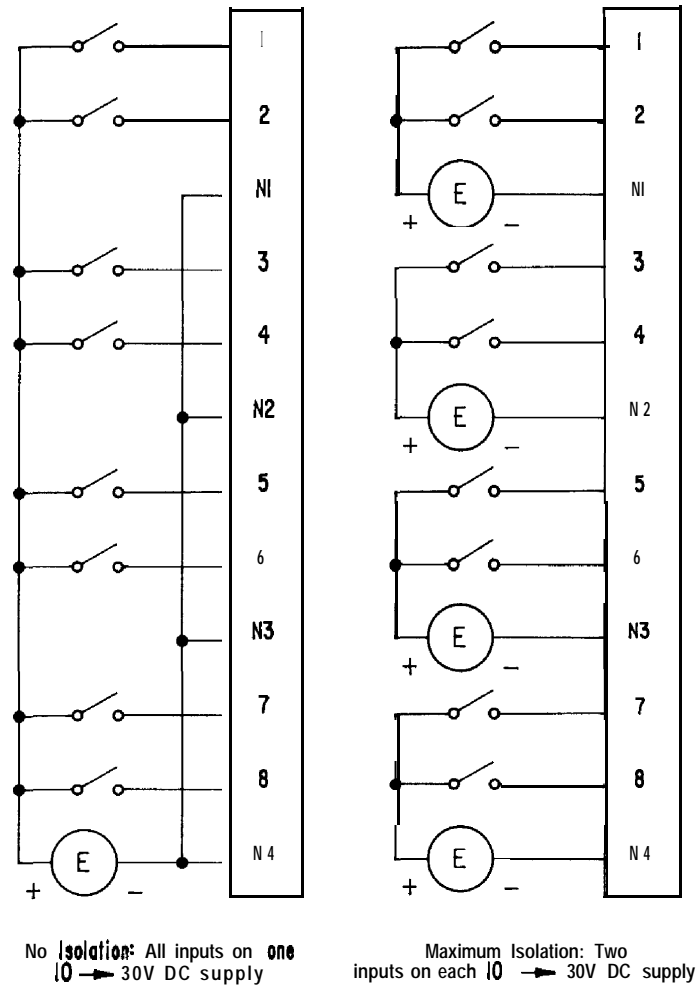 1 1
2 2
N1 N1
+ E -
3 3
4 4
N2 N2
+ E -
5 5
6 6
N3 N3
+ E -
7 7
8 8
E N4 E N4
+ - + -
No Isolation: All inputs on one
10 → 30V DC supply
Maximum Isolation: Two
inputs on each 10 → 30V DC supply